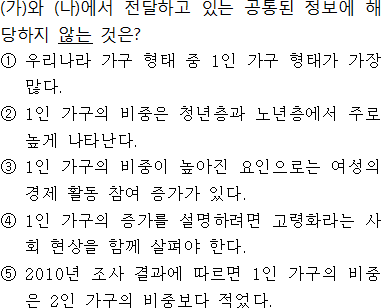 (가)와 (나)에서 전달하고 있는 공통된 정보에 해
당하지 않는 것은?
① 우리나라 가구 형태 중 1인 가구 형태가 가장
많다.
② 1인 가구의 비중은 청년층과 노년층에서 주로
높게 나타난다.
③ 1인 가구의 비중이 높아진 요인으로는 여성의
경제 활동 참여 증가가 있다.
④ 1인 가구의 증가를 설명하려면 고령화라는 사
회 현상을 함께 살펴야 한다.
⑤ 2010년 조사 결과에 따르면 1인 가구의 비중
은 2인 가구의 비중보다 적었다.